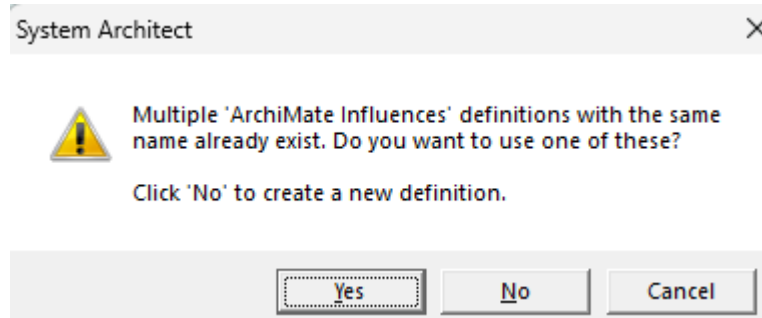 System Architect
Multiple 'ArchiMate Influences' definitions with the same
name already exist. Do you want to use one of these?
Click 'No' to create a new definition.
Yes
No
Cancel